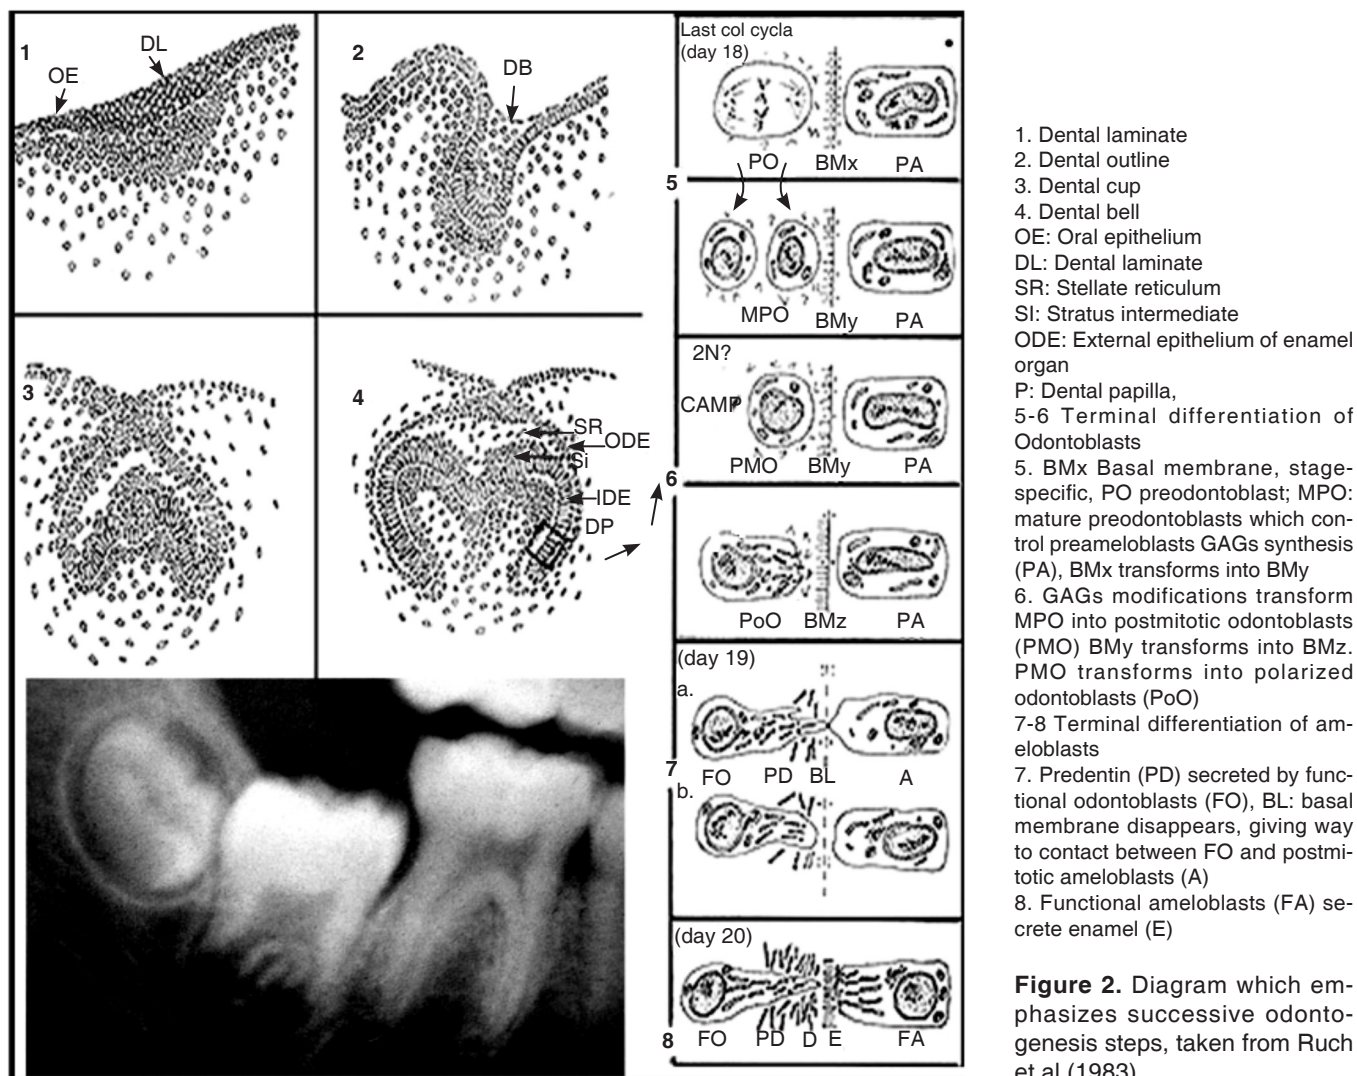 1
DL
OE
2
DB
3
4
SR
ODE
Si
IDE
DP
Last col cycla
(day 18)
PO
BMx
PA
5
MPO
BMy
PA
2N?
CAMP
PMO
BMy
PA
6
PoO
BMz
PA
(day 19)
a.
7
FO
PD
BL
A
b.
(day 20)
8
FO
PD
D
E
FA
1. Dental laminate
2. Dental outline
3. Dental cup
4. Dental bell
OE: Oral epithelium
DL: Dental laminate
SR: Stellate reticulum
SI: Stratus intermediate
ODE: External epithelium of enamel
organ
P: Dental papilla,
5-6 Terminal differentiation of
Odontoblasts
5. BMx Basal membrane, stage-
specific, PO preodontoblast; MPO:
mature preodontoblasts which con-
trol preameloblasts GAGs synthesis
(PA), BMx transforms into BMy
6. GAGs modifications transform
MPO into postmitotic odontoblasts
(PMO) BMy transforms into BMz.
PMO transforms into polarized
odontoblasts (PoO)
7-8 Terminal differentiation of am-
eloblasts
7. Predentin (PD) secreted by func-
tional odontoblasts (FO), BL: basal
membrane disappears, giving way
to contact between FO and postmi-
totic ameloblasts (A)
8. Functional ameloblasts (FA) se-
crete enamel (E)
Figure 2. Diagram which em-
phasizes successive odonto-
genesis steps, taken from Ruch
et al (1983)